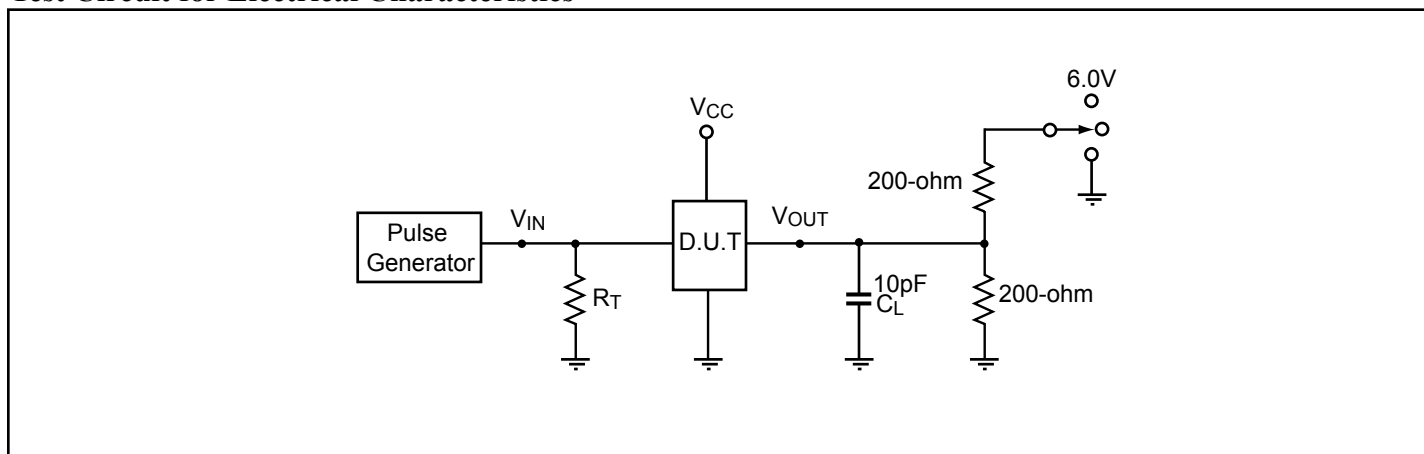 Test Circuit for Electrical Characteristics
6.0V
VCC
200-ohm
Pulse
Generator
VIN
RT
D.U.T
VOUT
10pF
CL
200-ohm